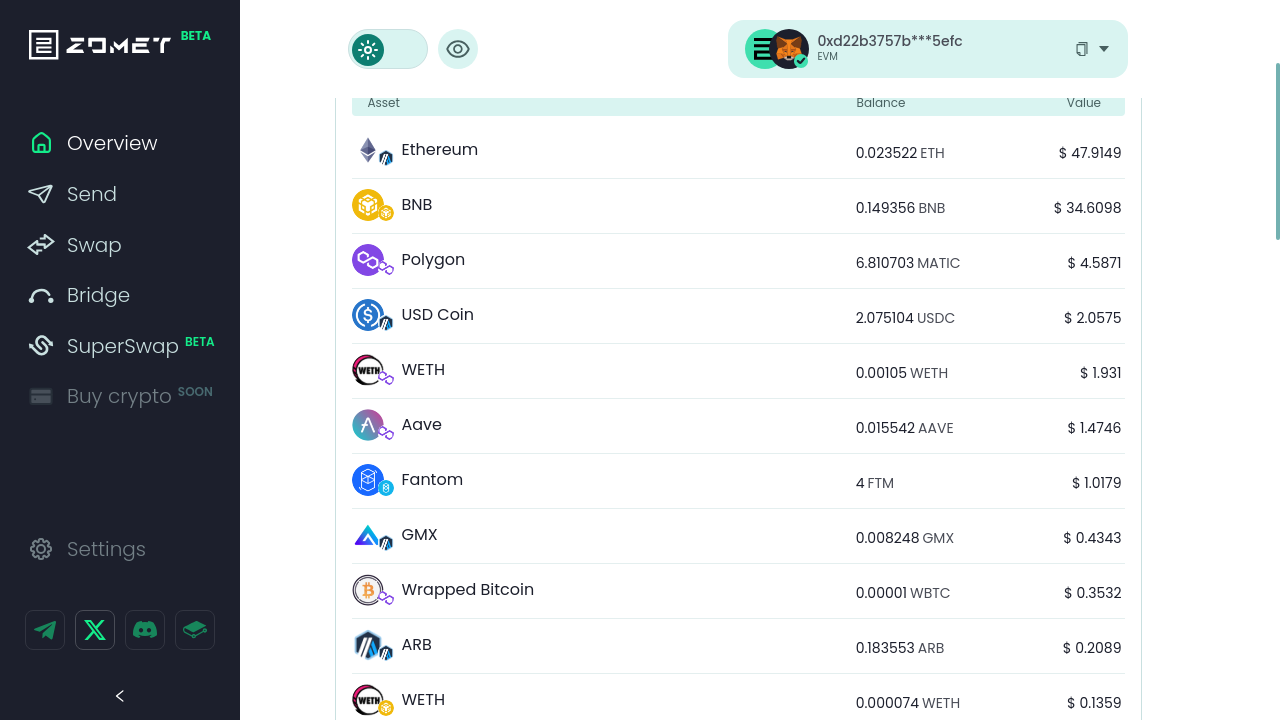 ZOMET BETA
Overview
Send
Swap
Bridge
SuperSwap BETA
Buy crypto SOON
Settings
0xd22b3757b***5efc
EVM
Asset Balance Value
Ethereum 0.023522 ETH $ 47.9149
BNB 0.149356 BNB $ 34.6098
Polygon 6.810703 MATIC $ 4.5871
USD Coin 2.075104 USDC $ 2.0575
WETH WETH 0.00105 WETH $ 1.931
Aave 0.015542 AAVE $ 1.4746
Fantom 4 FTM $ 1.0179
GMX 0.008248 GMX $ 0.4343
Wrapped Bitcoin 0.00001 WBTC $ 0.3532
ARB 0.183553 ARB $ 0.2089
WETH WETH 0.000074 WETH $ 0.1359